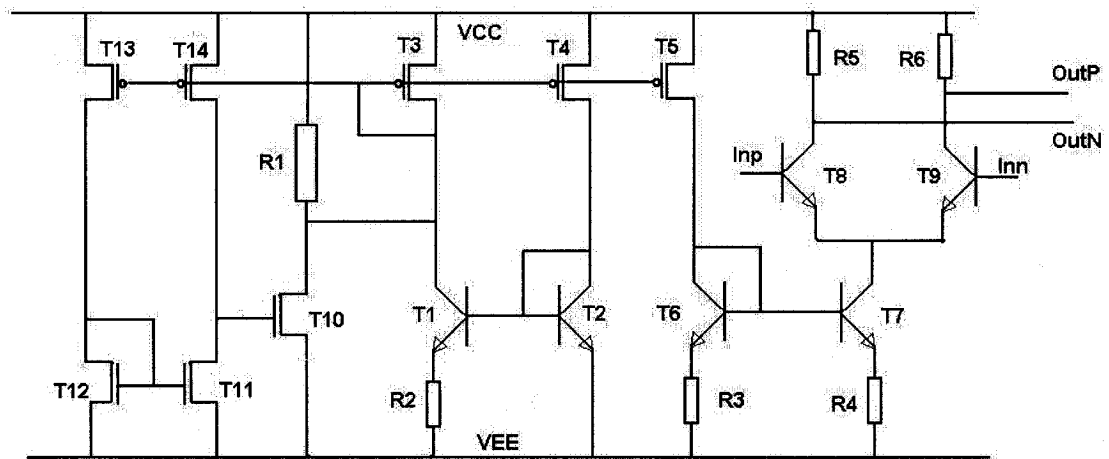 VCC
T13
T14
T3
T4
T5
R5
R6
OutP
OutN
R1
Inp
T8
T9
Inn
T10
T1
T2
T6
T7
T12
T11
R2
R3
R4
VEE